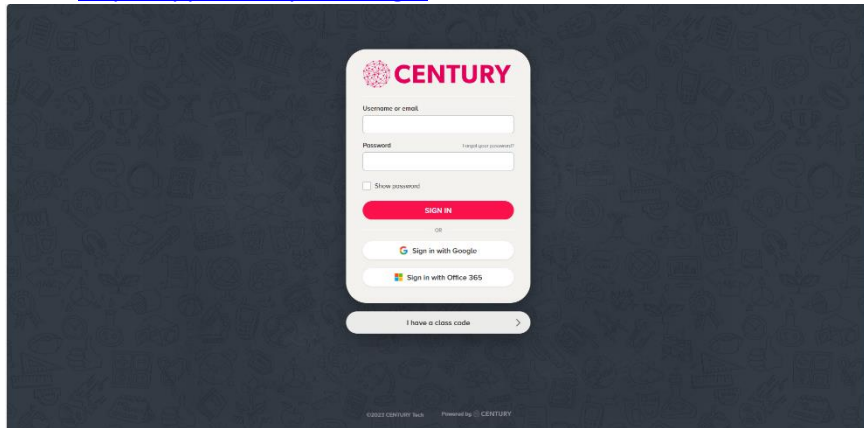 CENTURY
Username or email
Password Forgot your password?
Show password
SIGN IN
OR
Sign in with Google
Sign in with Office 365
I have a class code
©2023 CENTURY Tech Powered by CENTURY